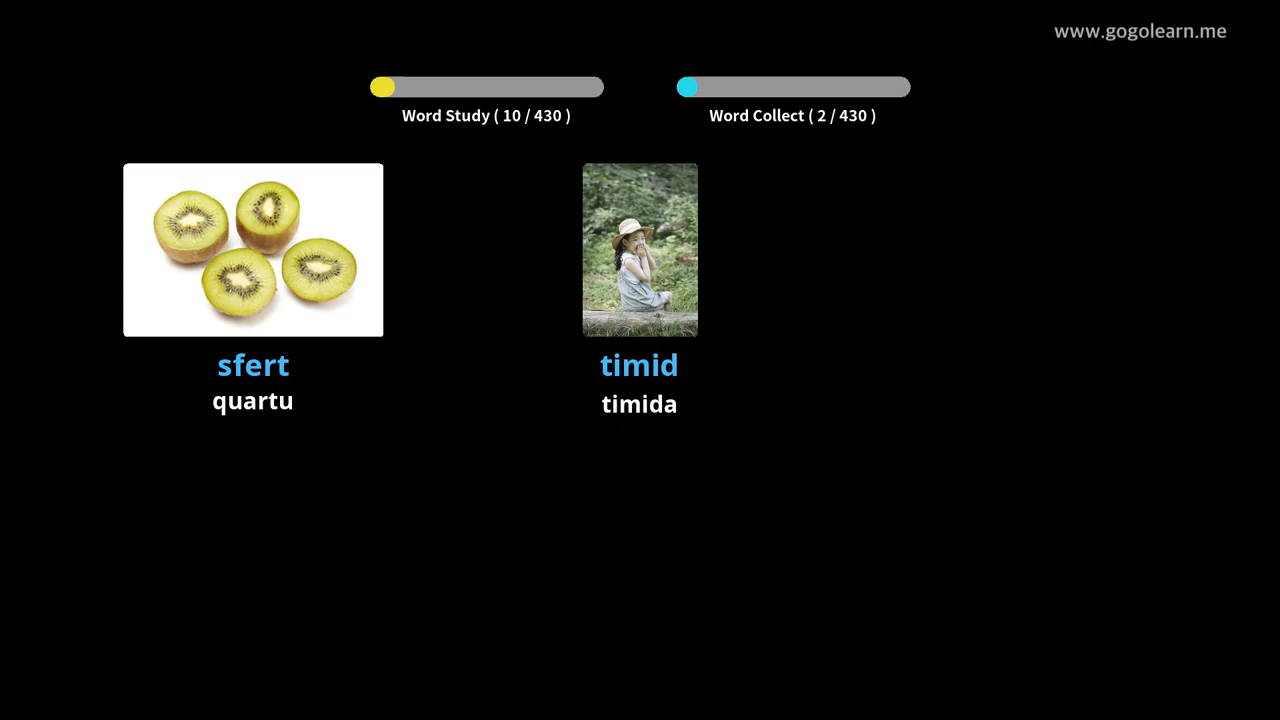 www.gogolearn.me
Word Study ( 10 / 430 )
Word Collect ( 2 / 430 )
sfert
quartu
timid
timida